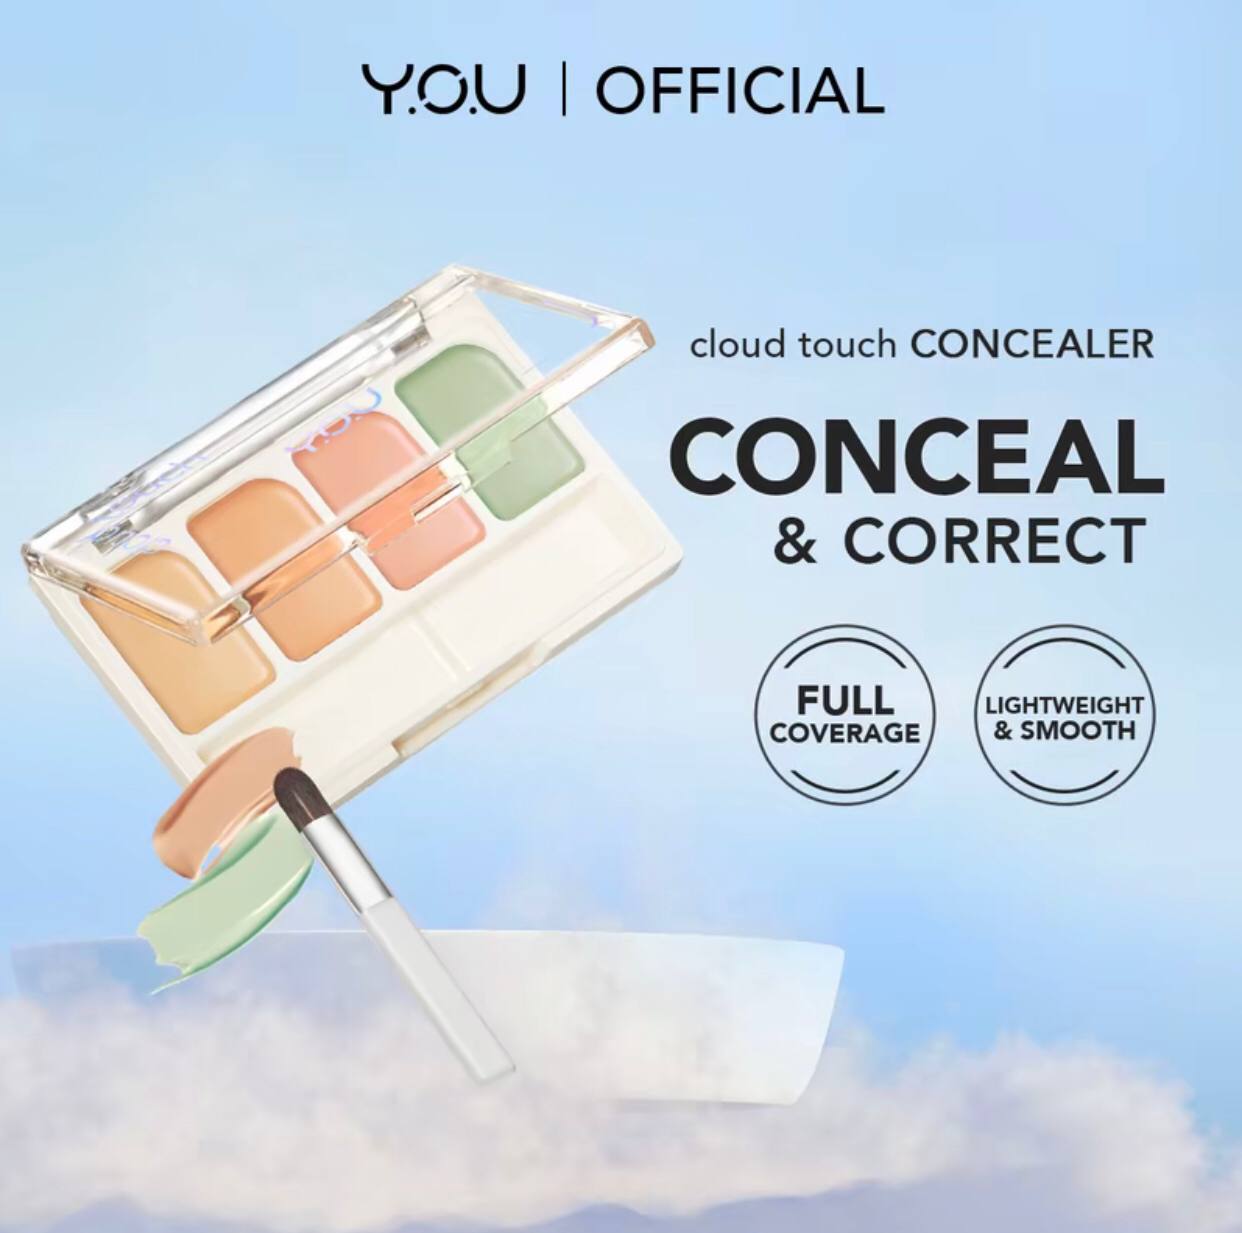 Y.O.U | OFFICIAL
cloud touch CONCEALER
CONCEAL
& CORRECT
FULL
COVERAGE
LIGHTWEIGHT
& SMOOTH
Y.O.U